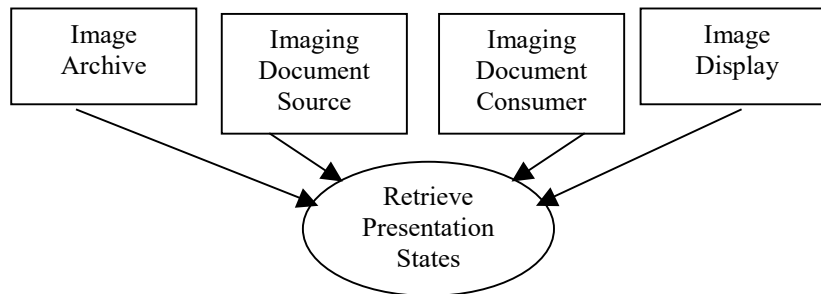 Image
Archive
Imaging
Document
Source
Imaging
Document
Consumer
Image
Display
Retrieve
Presentation
States